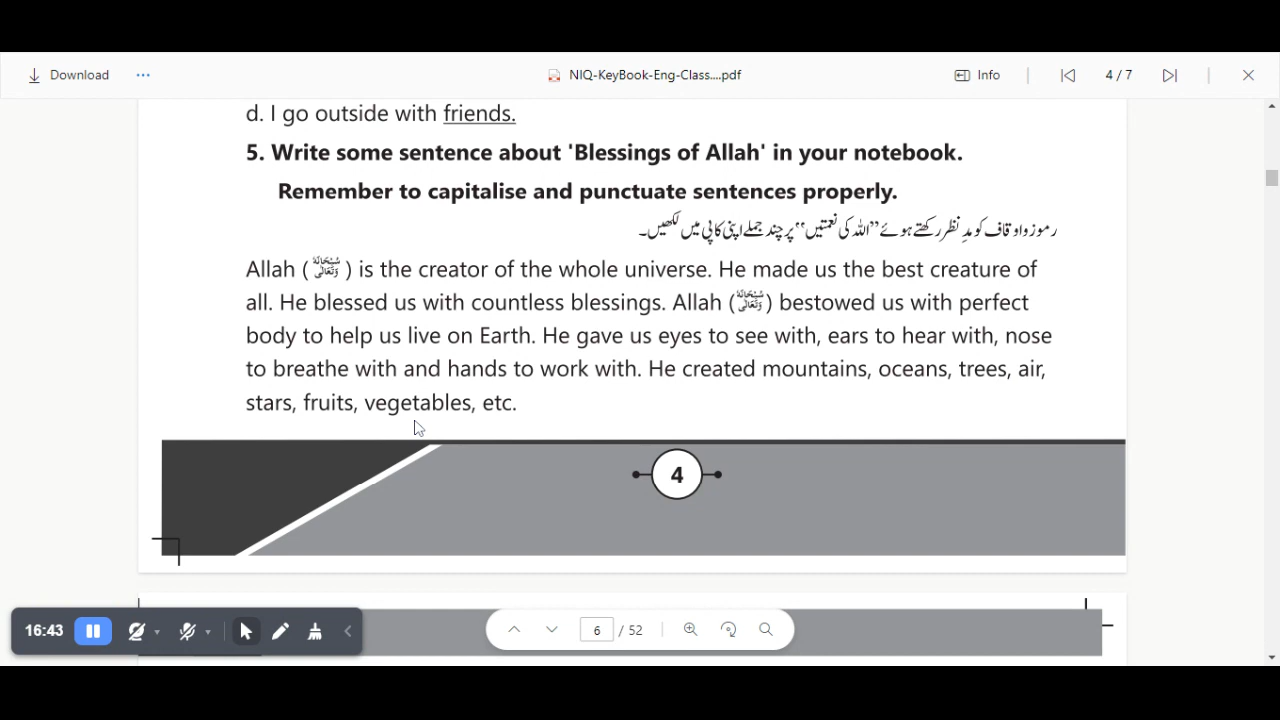 Download ...
NIQ-KeyBook-Eng-Class....pdf
Info
4 / 7
d. I go outside with friends.
5. Write some sentence about 'Blessings of Allah' in your notebook.
Remember to capitalise and punctuate sentences properly.
رموز و اوقاف کو مدِ نظر رکھتے ہوئے ”اللہ کی نعمتیں“ پر چند جملے اپنی کاپی میں لکھیں۔
Allah (سُبْحَانَهُ وَتَعَالَى) is the creator of the whole universe. He made us the best creature of
all. He blessed us with countless blessings. Allah (سُبْحَانَهُ وَتَعَالَى) bestowed us with perfect
body to help us live on Earth. He gave us eyes to see with, ears to hear with, nose
to breathe with and hands to work with. He created mountains, oceans, trees, air,
stars, fruits, vegetables, etc.
4
16:43
6 / 52